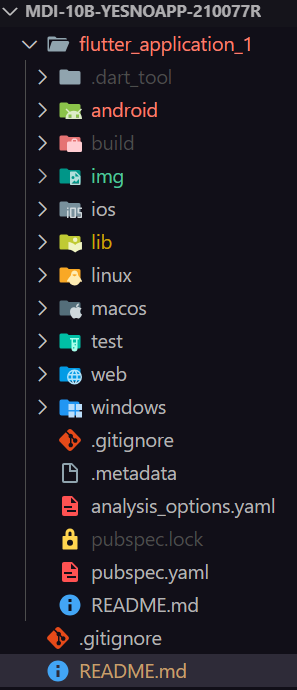 MDI-10B-YESNOAPP-210077R
flutter_application_1
.dart_tool
android
build
img
ios
lib
linux
macos
test
web
windows
.gitignore
.metadata
analysis_options.yaml
pubspec.lock
pubspec.yaml
README.md
.gitignore
README.md